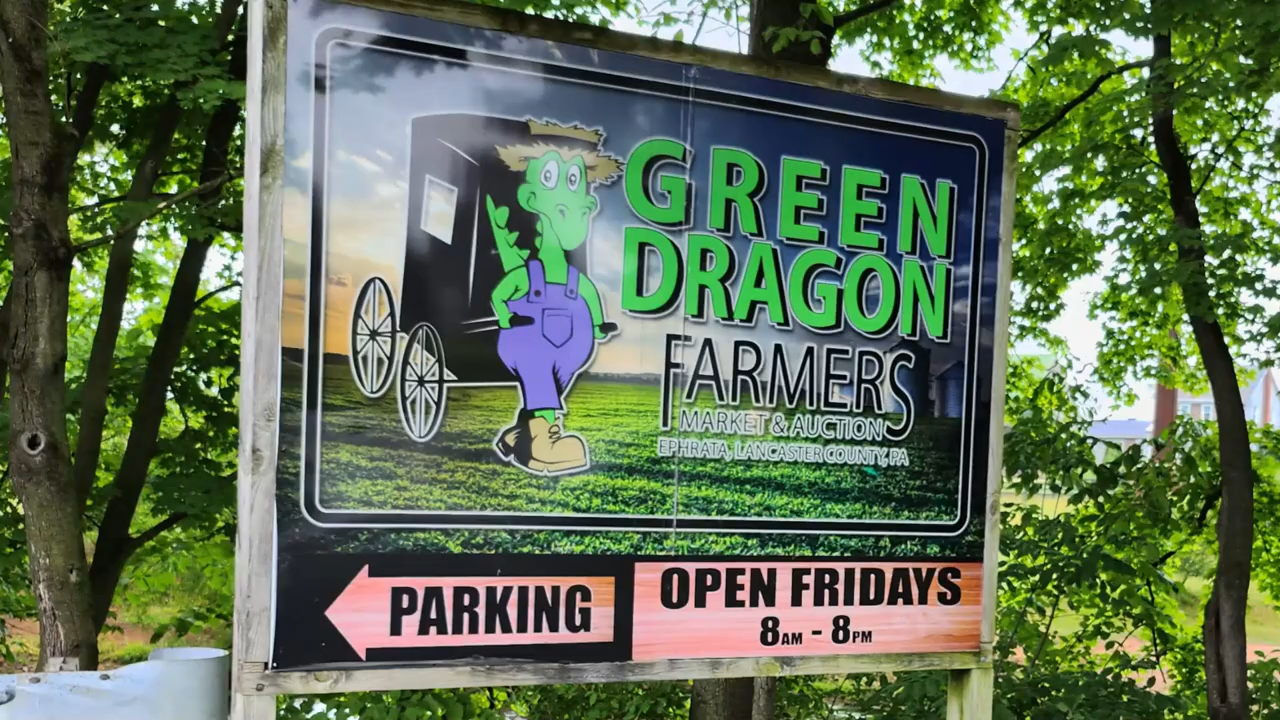 GREEN
DRAGON
FARMERS
MARKET & AUCTION
EPHRATA, LANCASTER COUNTY, PA
PARKING
OPEN FRIDAYS
8AM - 8PM